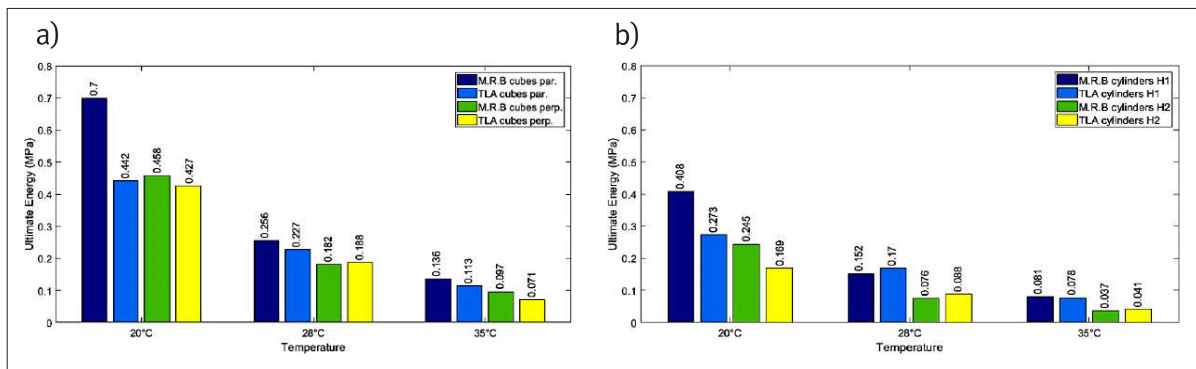 a)
0.8
0.7
0.6
0.5
0.4
0.3
0.2
0.1
0
Ultimate Energy (MPa)
M.R.B cubes par.
TLA cubes par.
M.R.B cubes perp.
TLA cubes perp.
0.7
0.442
0.458
0.427
0.256
0.227
0.182
0.188
0.136
0.113
0.097
0.071
20°C
28°C
35°C
Temperature
b)
0.8
0.7
0.6
0.5
0.4
0.3
0.2
0.1
0
Ultimate Energy (MPa)
M.R.B cylinders H1
TLA cylinders H1
M.R.B cylinders H2
TLA cylinders H2
0.408
0.273
0.245
0.169
0.152
0.17
0.076
0.088
0.081
0.078
0.037
0.041
20°C
28°C
35°C
Temperature